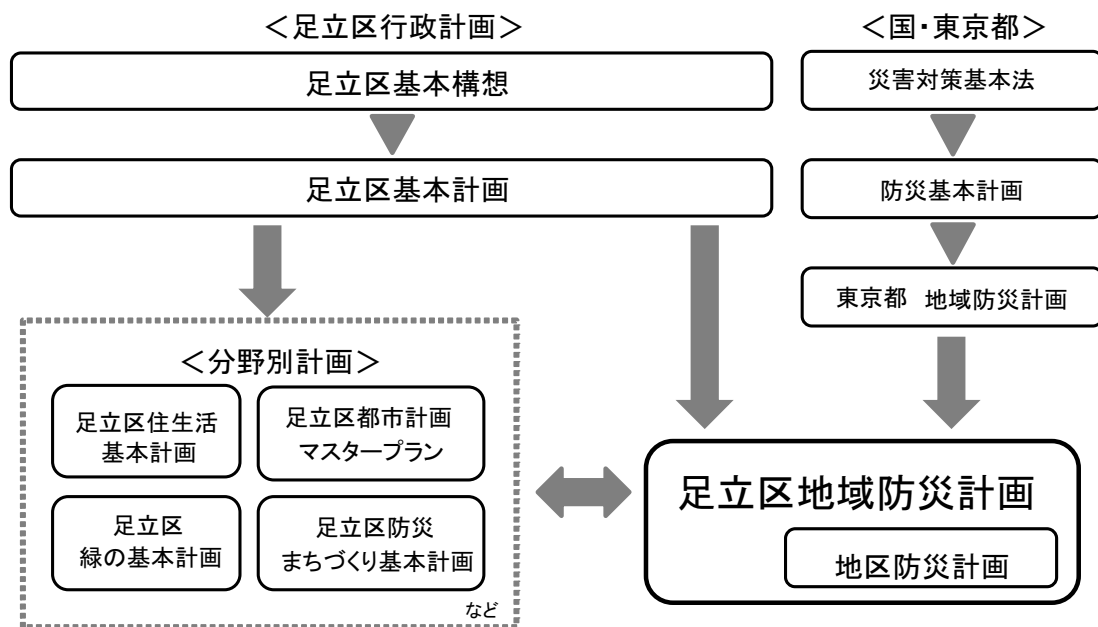 ＜足立区行政計画＞
＜国・東京都＞
足立区基本構想
災害対策基本法
足立区基本計画
防災基本計画
東京都　地域防災計画
＜分野別計画＞
足立区住生活
基本計画
足立区都市計画
マスタープラン
足立区
緑の基本計画
足立区防災
まちづくり基本計画
など
足立区地域防災計画
地区防災計画